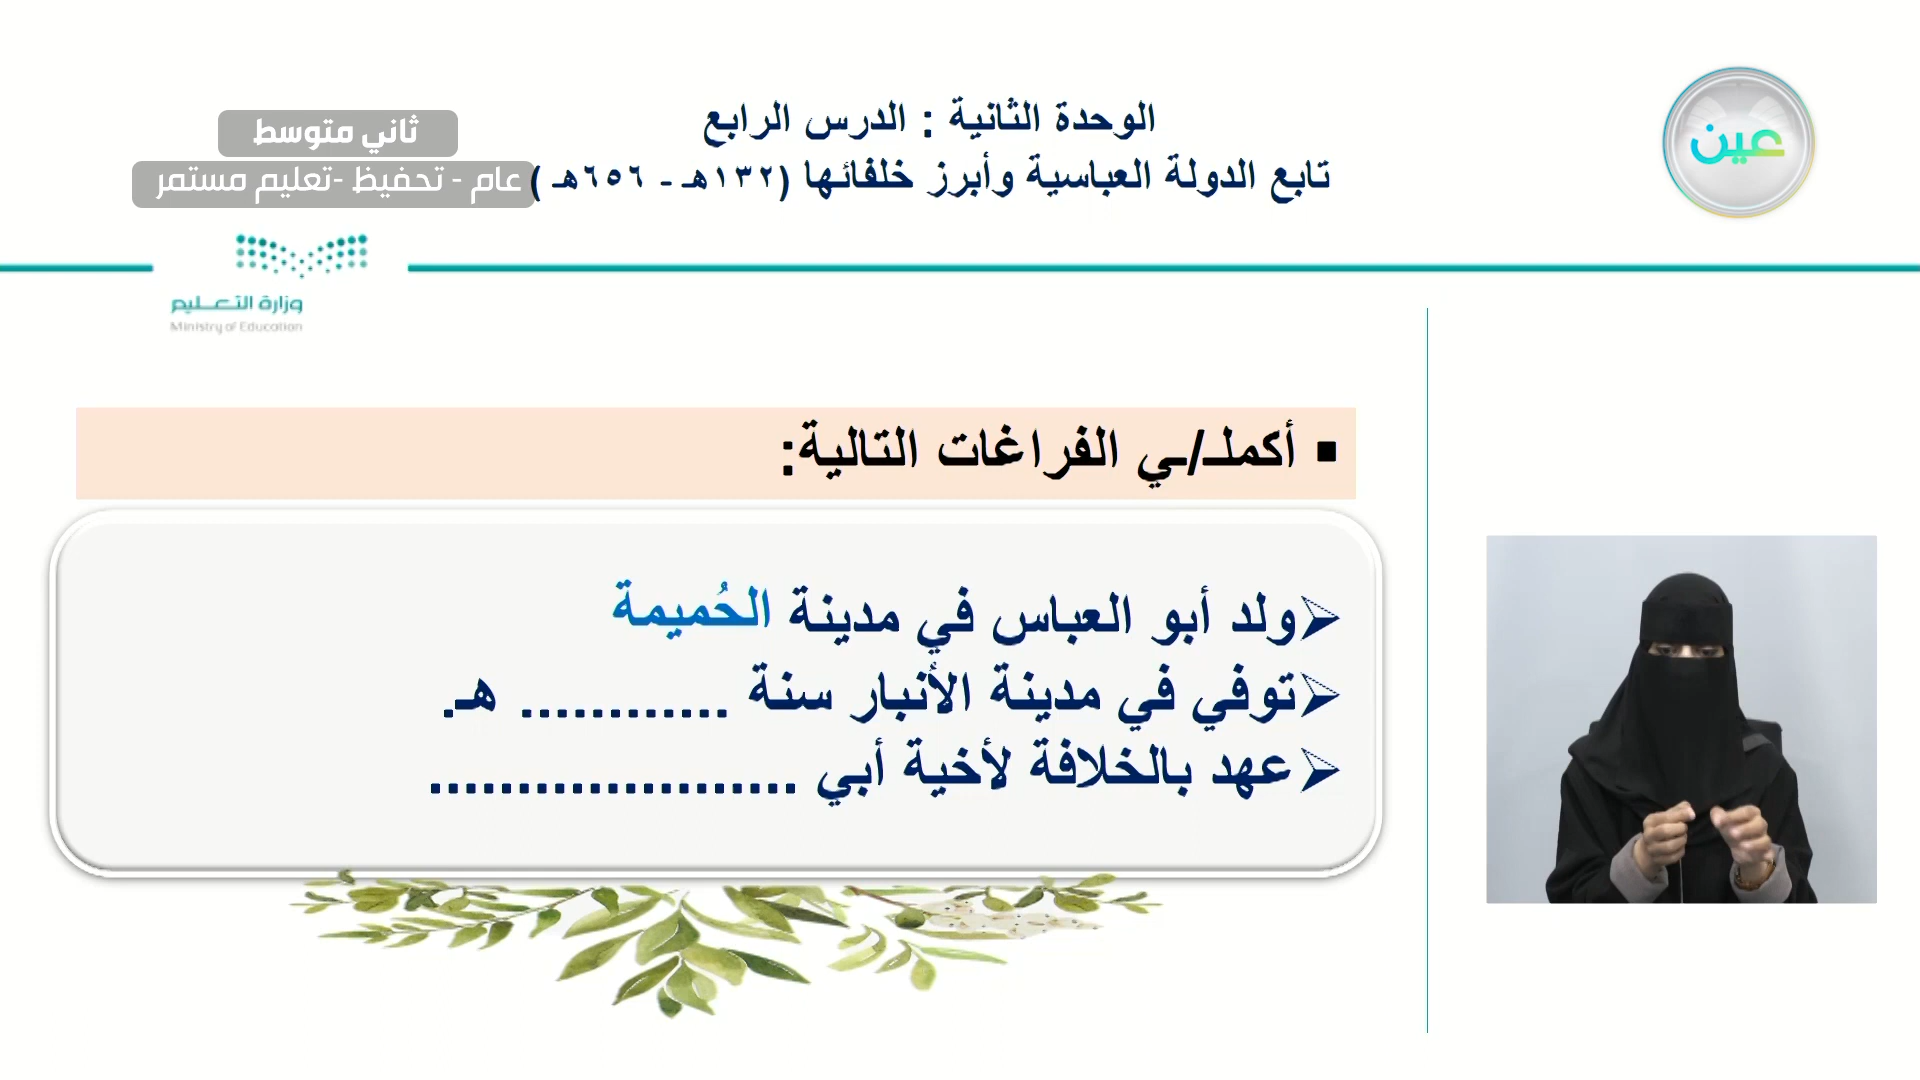 الوحدة الثانية : الدرس الرابع
تابع الدولة العباسية وأبرز خلفائها (١٣٢هـ - ٦٥٦هـ )
عين
ثاني متوسط
عام - تحفيظ -تعليم مستمر
وزارة التعليم
Ministry of Education
▪ أكملـ/ـي الفراغات التالية:
➢ولد أبو العباس في مدينة الحُميمة
➢توفي في مدينة الأنبار سنة ............ هـ.
➢عهد بالخلافة لأخية أبي .....................